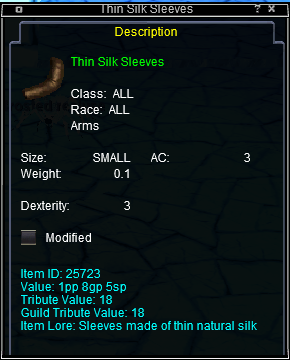 Thin Silk Sleeves ? X
Description
Thin Silk Sleeves
Class: ALL
Race: ALL
Arms
Size: SMALL AC: 3
Weight: 0.1
Dexterity: 3
Modified
Item ID: 25723
Value: 1pp 8gp 5sp
Tribute Value: 18
Guild Tribute Value: 18
Item Lore: Sleeves made of thin natural silk